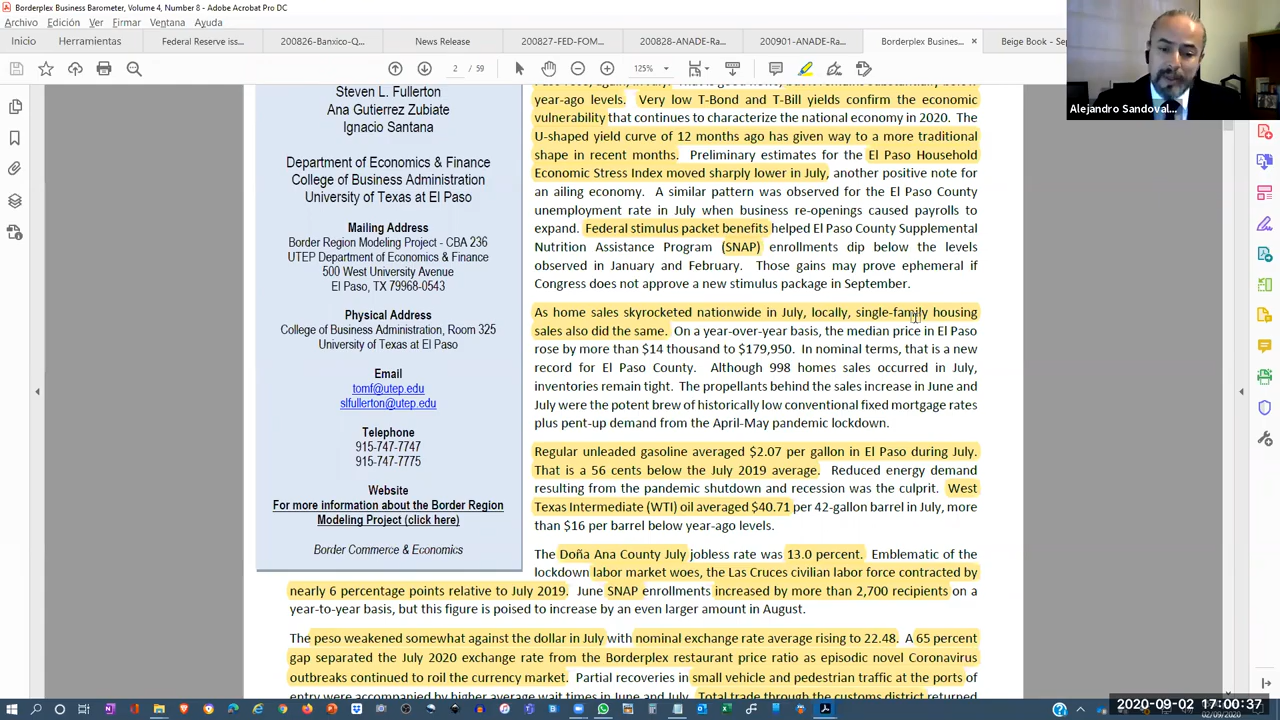 Borderplex Business Barometer, Volume 4, Number 8 - Adobe Acrobat Pro DC
Archivo Edición Ver Firmar Ventana Ayuda
Inicio Herramientas Federal Reserve iss... 200826-Banxico-Q... News Release 200827-FED-FOM... 200828-ANADE-Ra... 200901-ANADE-Ra... Borderplex Busines... × Beige Book - Sep
2 / 59 125%
Alejandro Sandoval...
Steven L. Fullerton
Ana Gutierrez Zubiate
Ignacio Santana
Department of Economics & Finance
College of Business Administration
University of Texas at El Paso
Mailing Address
Border Region Modeling Project - CBA 236
UTEP Department of Economics & Finance
500 West University Avenue
El Paso, TX 79968-0543
Physical Address
College of Business Administration, Room 325
University of Texas at El Paso
Email
tomf@utep.edu
slfullerton@utep.edu
Telephone
915-747-7747
915-747-7775
Website
For more information about the Border Region
Modeling Project (click here)
Border Commerce & Economics
year-ago levels. Very low T-Bond and T-Bill yields confirm the economic
vulnerability that continues to characterize the national economy in 2020. The
U-shaped yield curve of 12 months ago has given way to a more traditional
shape in recent months. Preliminary estimates for the El Paso Household
Economic Stress Index moved sharply lower in July, another positive note for
an ailing economy. A similar pattern was observed for the El Paso County
unemployment rate in July when business re-openings caused payrolls to
expand. Federal stimulus packet benefits helped El Paso County Supplemental
Nutrition Assistance Program (SNAP) enrollments dip below the levels
observed in January and February. Those gains may prove ephemeral if
Congress does not approve a new stimulus package in September.
As home sales skyrocketed nationwide in July, locally, single-family housing
sales also did the same. On a year-over-year basis, the median price in El Paso
rose by more than $14 thousand to $179,950. In nominal terms, that is a new
record for El Paso County. Although 998 homes sales occurred in July,
inventories remain tight. The propellants behind the sales increase in June and
July were the potent brew of historically low conventional fixed mortgage rates
plus pent-up demand from the April-May pandemic lockdown.
Regular unleaded gasoline averaged $2.07 per gallon in El Paso during July.
That is a 56 cents below the July 2019 average. Reduced energy demand
resulting from the pandemic shutdown and recession was the culprit. West
Texas Intermediate (WTI) oil averaged $40.71 per 42-gallon barrel in July, more
than $16 per barrel below year-ago levels.
The Doña Ana County July jobless rate was 13.0 percent. Emblematic of the
lockdown labor market woes, the Las Cruces civilian labor force contracted by
nearly 6 percentage points relative to July 2019. June SNAP enrollments increased by more than 2,700 recipients on a
year-to-year basis, but this figure is poised to increase by an even larger amount in August.
The peso weakened somewhat against the dollar in July with nominal exchange rate average rising to 22.48. A 65 percent
gap separated the July 2020 exchange rate from the Borderplex restaurant price ratio as episodic novel Coronavirus
outbreaks continued to roil the currency market. Partial recoveries in small vehicle and pedestrian traffic at the ports of
entry were accompanied by higher average wait times in June and July. Total trade through the customs district returned
2020-09-02 17:00:37
02/09/2020